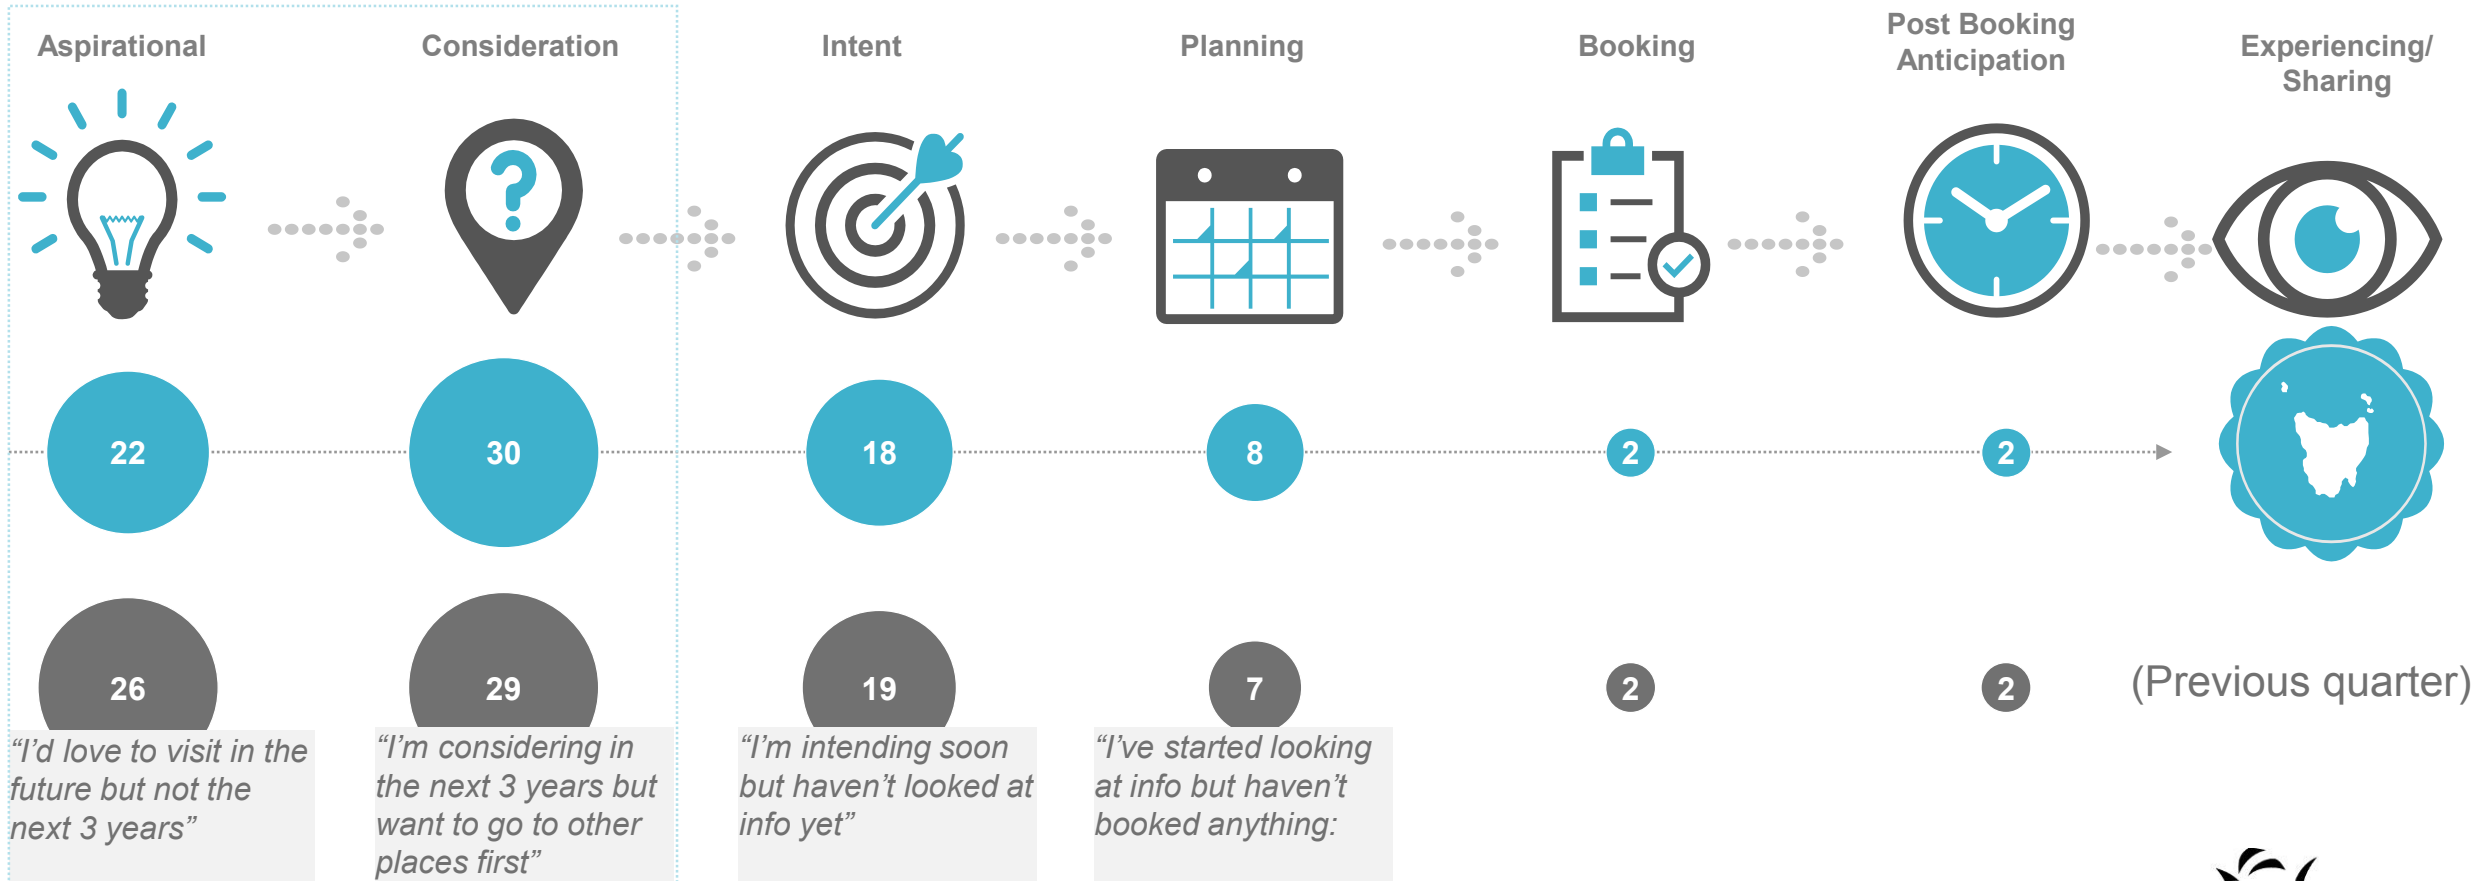 Aspirational
Consideration
Intent
Planning
Booking
Post Booking
Anticipation
Experiencing/
Sharing
22
30
18
8
2
2
26
29
19
7
2
2
(Previous quarter)
“I’d love to visit in the
future but not the
next 3 years”
“I’m considering in
the next 3 years but
want to go to other
places first”
“I’m intending soon
but haven’t looked at
info yet”
“I’ve started looking
at info but haven’t
booked anything: